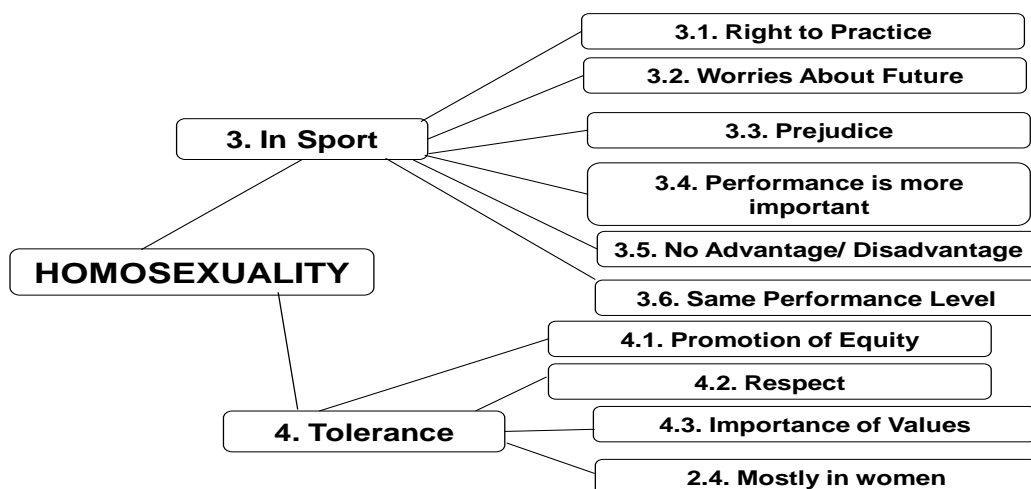 3.1. Right to Practice
3.2. Worries About Future
3. In Sport
3.3. Prejudice
3.4. Performance is more
important
3.5. No Advantage/ Disadvantage
HOMOSEXUALITY
3.6. Same Performance Level
4.1. Promotion of Equity
4.2. Respect
4. Tolerance
4.3. Importance of Values
2.4. Mostly in women